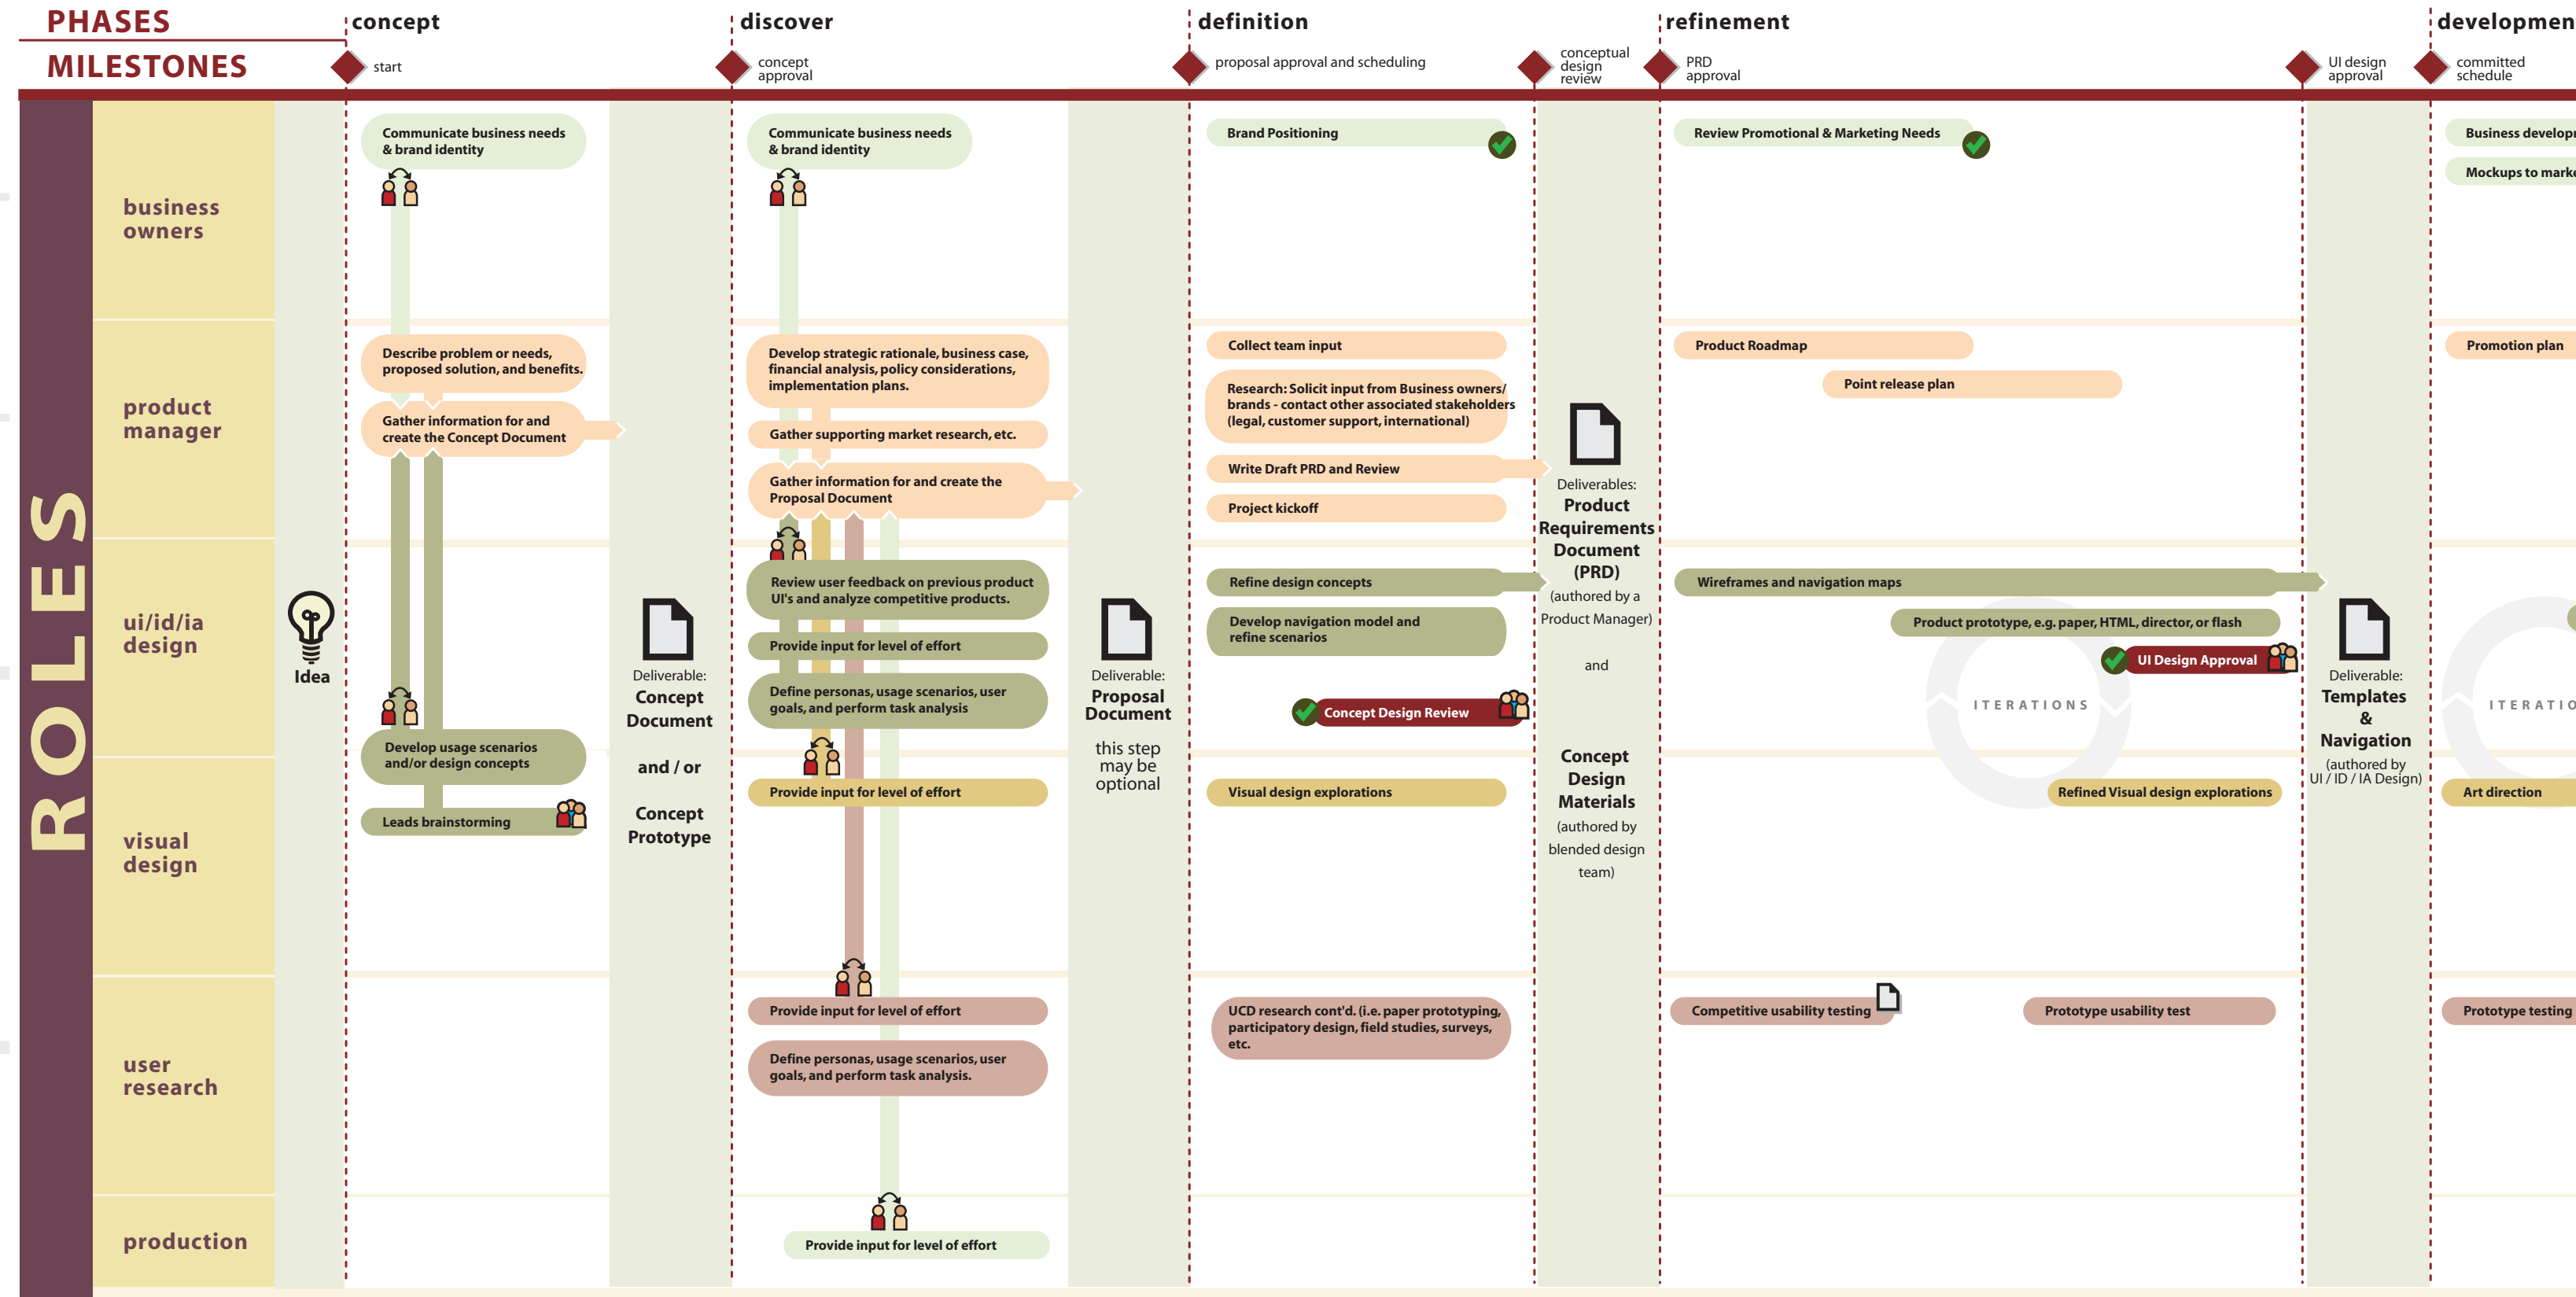 PHASES
concept
discover
definition
refinement
developmen
MILESTONES
start
concept
approval
proposal approval and scheduling
conceptual
design
review
PRD
approval
UI design
approval
committed
schedule
ROLES
business
owners
Communicate business needs
& brand identity
Communicate business needs
& brand identity
Brand Positioning
Review Promotional & Marketing Needs
Business develop
Mockups to marke
product
manager
Describe problem or needs,
proposed solution, and benefits.
Gather information for and
create the Concept Document
Develop strategic rationale, business case,
financial analysis, policy considerations,
implementation plans.
Gather supporting market research, etc.
Gather information for and create the
Proposal Document
Collect team input
Research: Solicit input from Business owners/
brands - contact other associated stakeholders
(legal, customer support, international)
Write Draft PRD and Review
Project kickoff
Product Roadmap
Point release plan
Promotion plan
ui/id/ia
design
Idea
Develop usage scenarios
and/or design concepts
Leads brainstorming
Deliverable:
Concept
Document
and / or
Concept
Prototype
Review user feedback on previous product
UI's and analyze competitive products.
Provide input for level of effort
Define personas, usage scenarios, user
goals, and perform task analysis
Deliverable:
Proposal
Document
this step
may be
optional
Refine design concepts
Develop navigation model and
refine scenarios
Concept Design Review
Deliverables:
Product
Requirements
Document
(PRD)
(authored by a
Product Manager)
and
Concept
Design
Materials
(authored by
blended design
team)
Wireframes and navigation maps
Product prototype, e.g. paper, HTML, director, or flash
UI Design Approval
ITERATIONS
Deliverable:
Templates
&
Navigation
(authored by
UI / ID / IA Design)
ITERATIO
visual
design
Provide input for level of effort
Visual design explorations
Refined Visual design explorations
Art direction
user
research
Provide input for level of effort
Define personas, usage scenarios, user
goals, and perform task analysis.
UCD research cont'd. (i.e. paper prototyping,
participatory design, field studies, surveys,
etc.
Competitive usability testing
Prototype usability test
Prototype testing
production
Provide input for level of effort